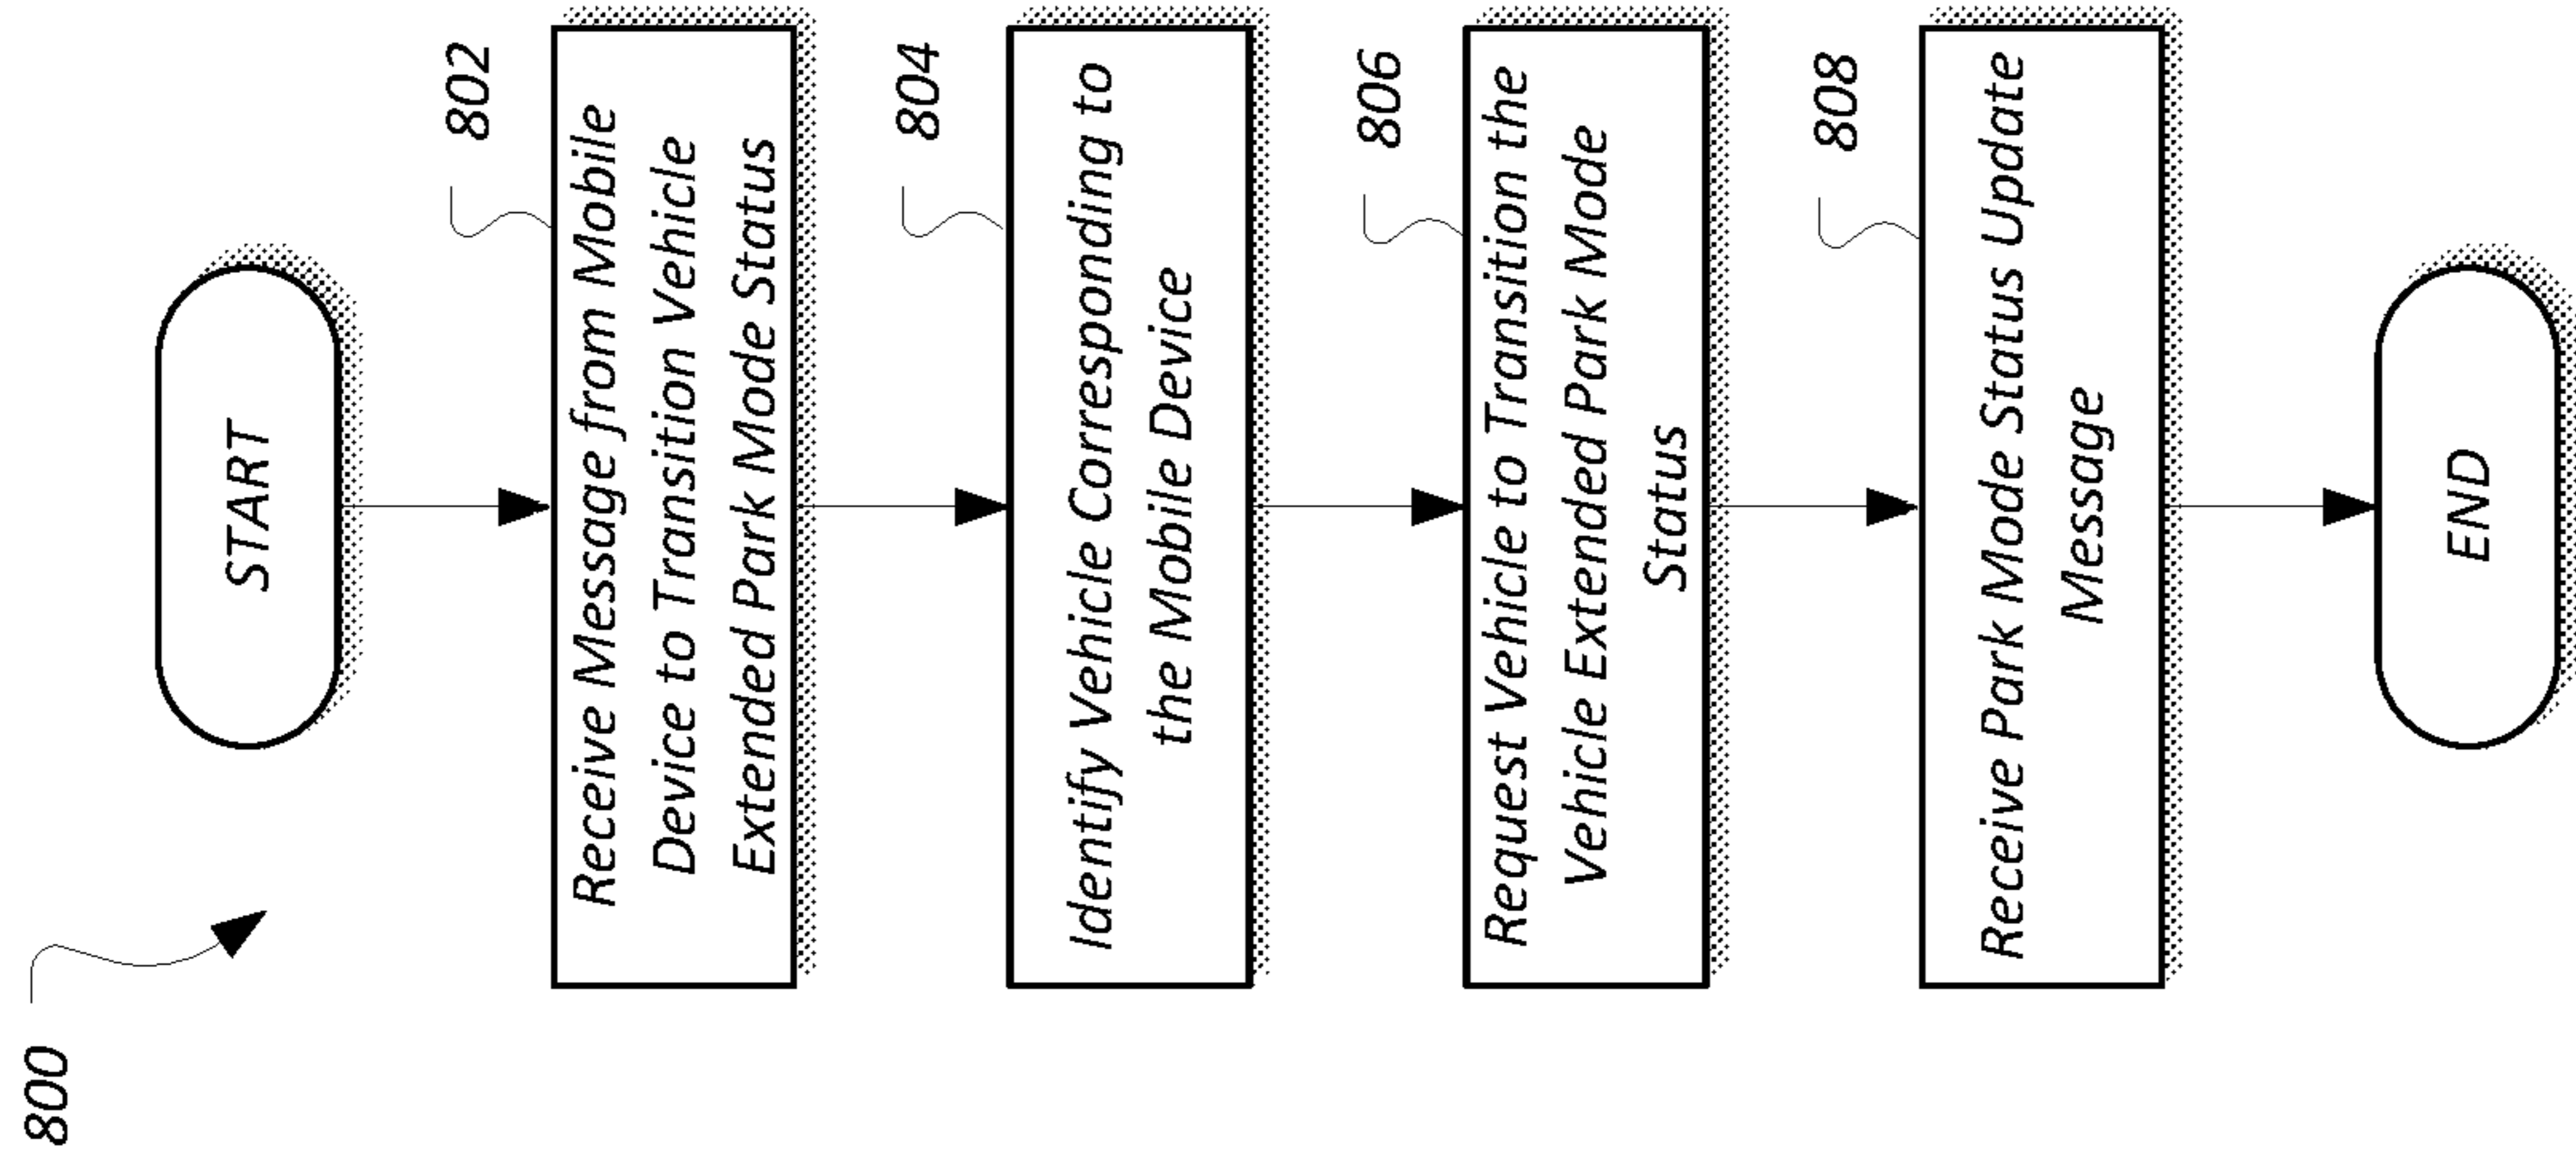 800
START
802
Receive Message from Mobile
Device to Transition Vehicle
Extended Park Mode Status
804
Identify Vehicle Corresponding to
the Mobile Device
806
Request Vehicle to Transition the
Vehicle Extended Park Mode
Status
808
Receive Park Mode Status Update
Message
END